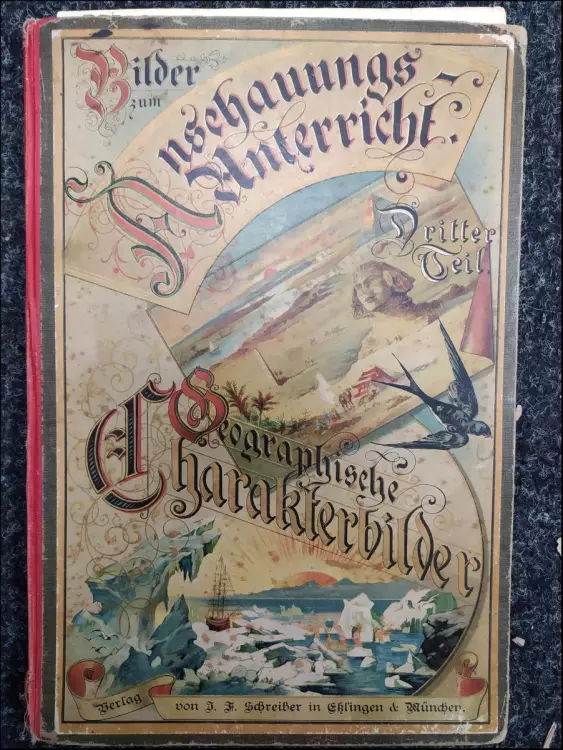 Bilder
zum
Anschauungs-
Unterricht.
Dritter
Teil.
Geographische
Charakterbilder
Verlag von J. F. Schreiber in Eßlingen & München.